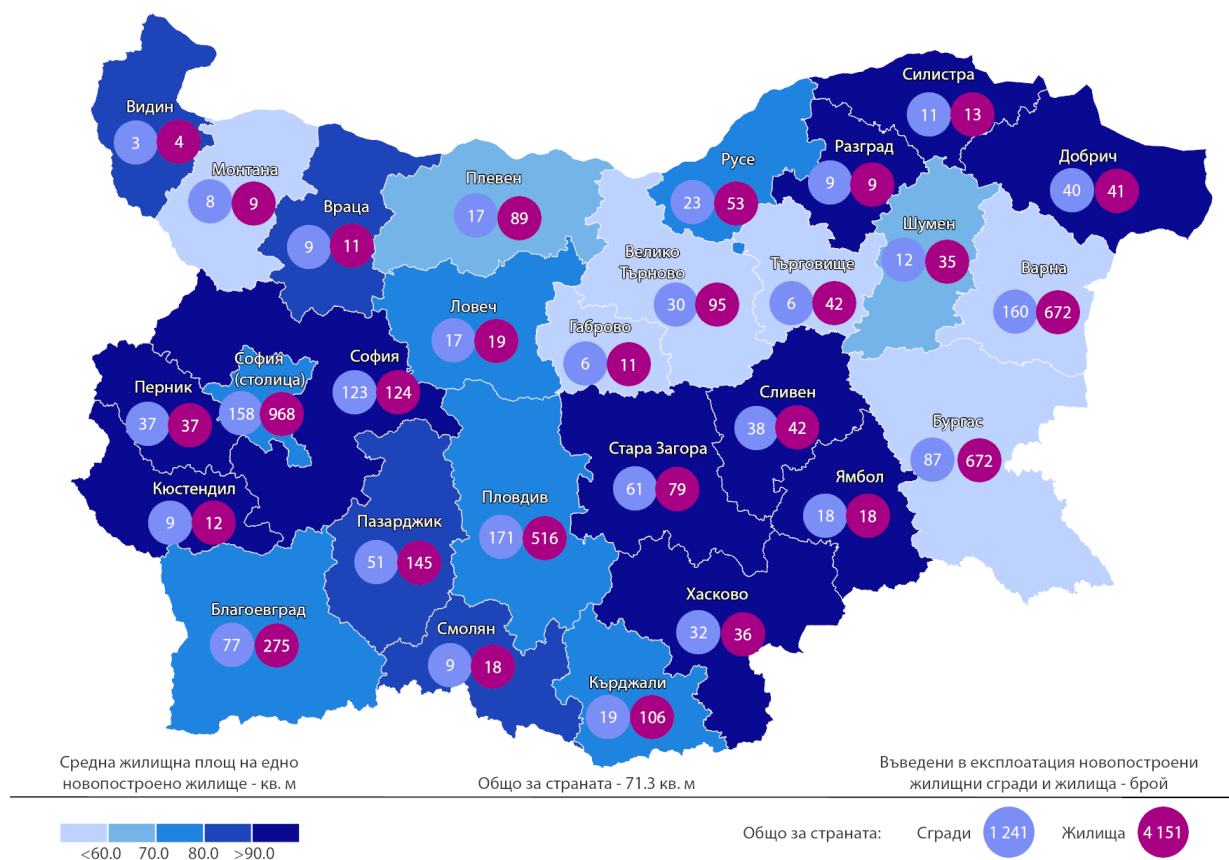 Силистра
11 13
Видин
3 4
Русе
23 53
Разград
9 9
Добрич
40 41
Монтана
8 9
Плевен
17 89
Враца
9 11
Шумен
12 35
Велико
Търново
30 95
Търговище
6 42
Варна
160 672
Ловеч
17 19
Габрово
6 11
София
(столица)
158 968
София
123 124
Перник
37 37
Сливен
38 42
Бургас
87 672
Стара Загора
61 79
Ямбол
18 18
Кюстендил
9 12
Пловдив
171 516
Пазарджик
51 145
Хасково
32 36
Благоевград
77 275
Смолян
9 18
Кърджали
19 106
Средна жилищна площ на едно
новопостроено жилище - кв. м
Общо за страната - 71.3 кв. м
Въведени в експлоатация новопостроени
жилищни сгради и жилища - брой
<60.0 70.0 80.0 >90.0
Общо за страната: Сгради 1 241 Жилища 4 151